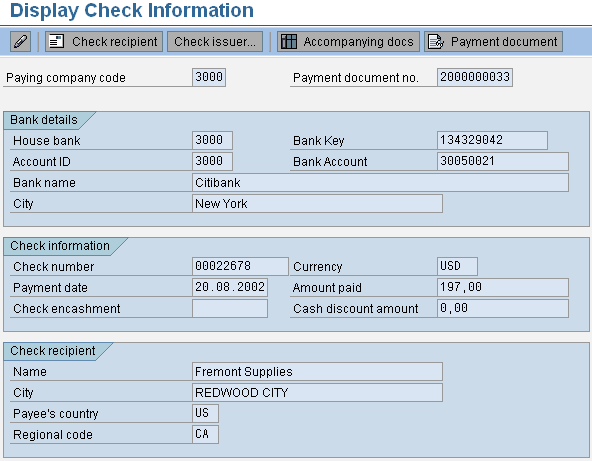 Display Check Information
Check recipient Check issuer... Accompanying docs Payment document
Paying company code 3000 Payment document no. 2000000033
Bank details
House bank 3000 Bank Key 134329042
Account ID 3000 Bank Account 30050021
Bank name Citibank
City New York
Check information
Check number 00022678 Currency USD
Payment date 20.08.2002 Amount paid 197,00
Check encashment Cash discount amount 0,00
Check recipient
Name Fremont Supplies
City REDWOOD CITY
Payee's country US
Regional code CA